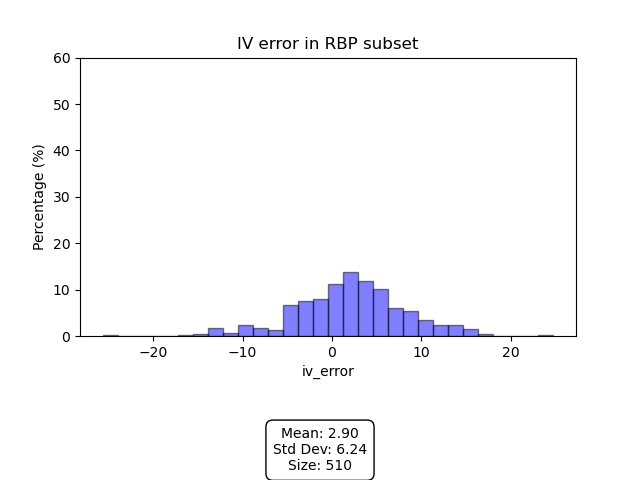 IV error in RBP subset
60
50
40
30
20
10
0
Percentage (%)
−20
−10
0
10
20
iv_error
Mean: 2.90
Std Dev: 6.24
Size: 510